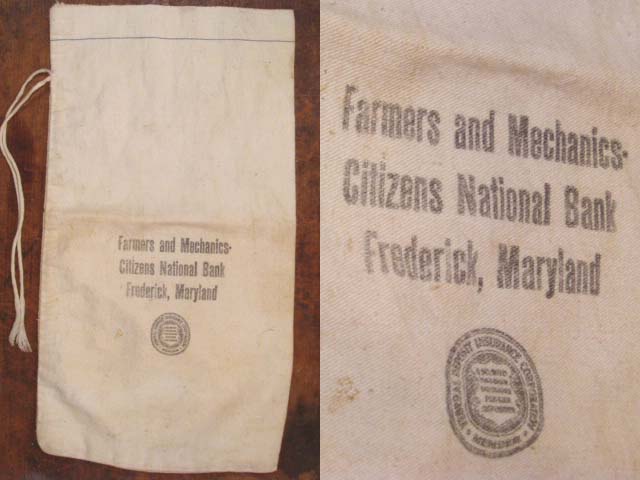 Farmers and Mechanics-
Citizens National Bank
Frederick, Maryland
Farmers and Mechanics-
Citizens National Bank
Frederick, Maryland
FEDERAL DEPOSIT INSURANCE CORPORATION
MEMBER